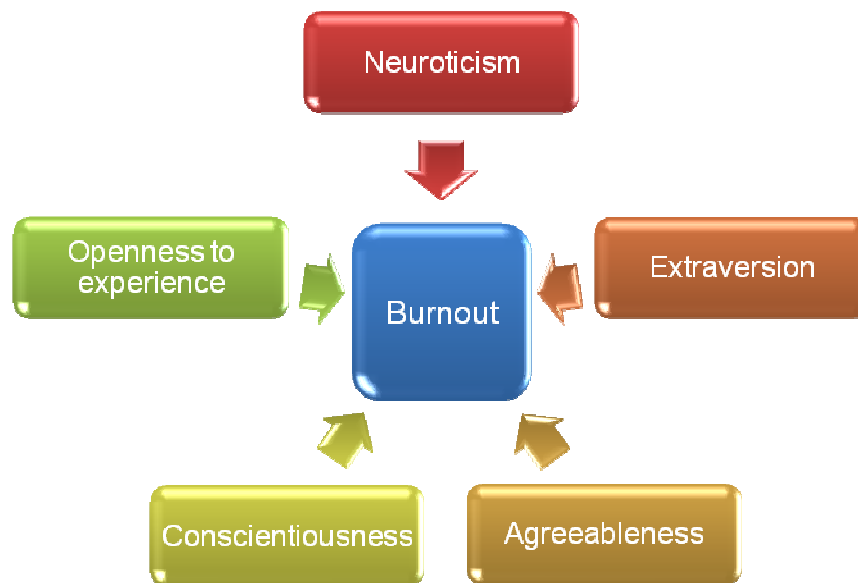 Neuroticism
Openness to
experience
Extraversion
Burnout
Conscientiousness
Agreeableness